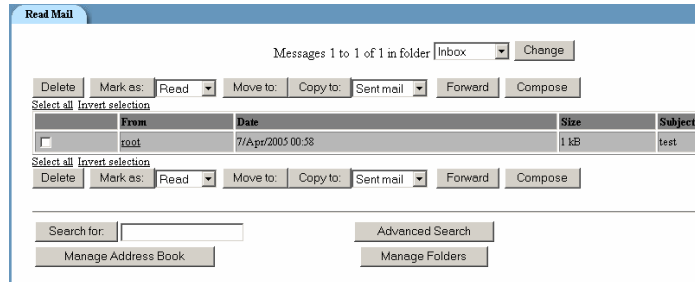 Read Mail
Messages 1 to 1 of 1 in folder Inbox Change
Delete Mark as: Read Move to: Copy to: Sent mail Forward Compose
Select all Invert selection
From Date Size Subject
root 7/Apr/2005 00:58 1 kB test
Select all Invert selection
Delete Mark as: Read Move to: Copy to: Sent mail Forward Compose
Search for: Advanced Search
Manage Address Book Manage Folders